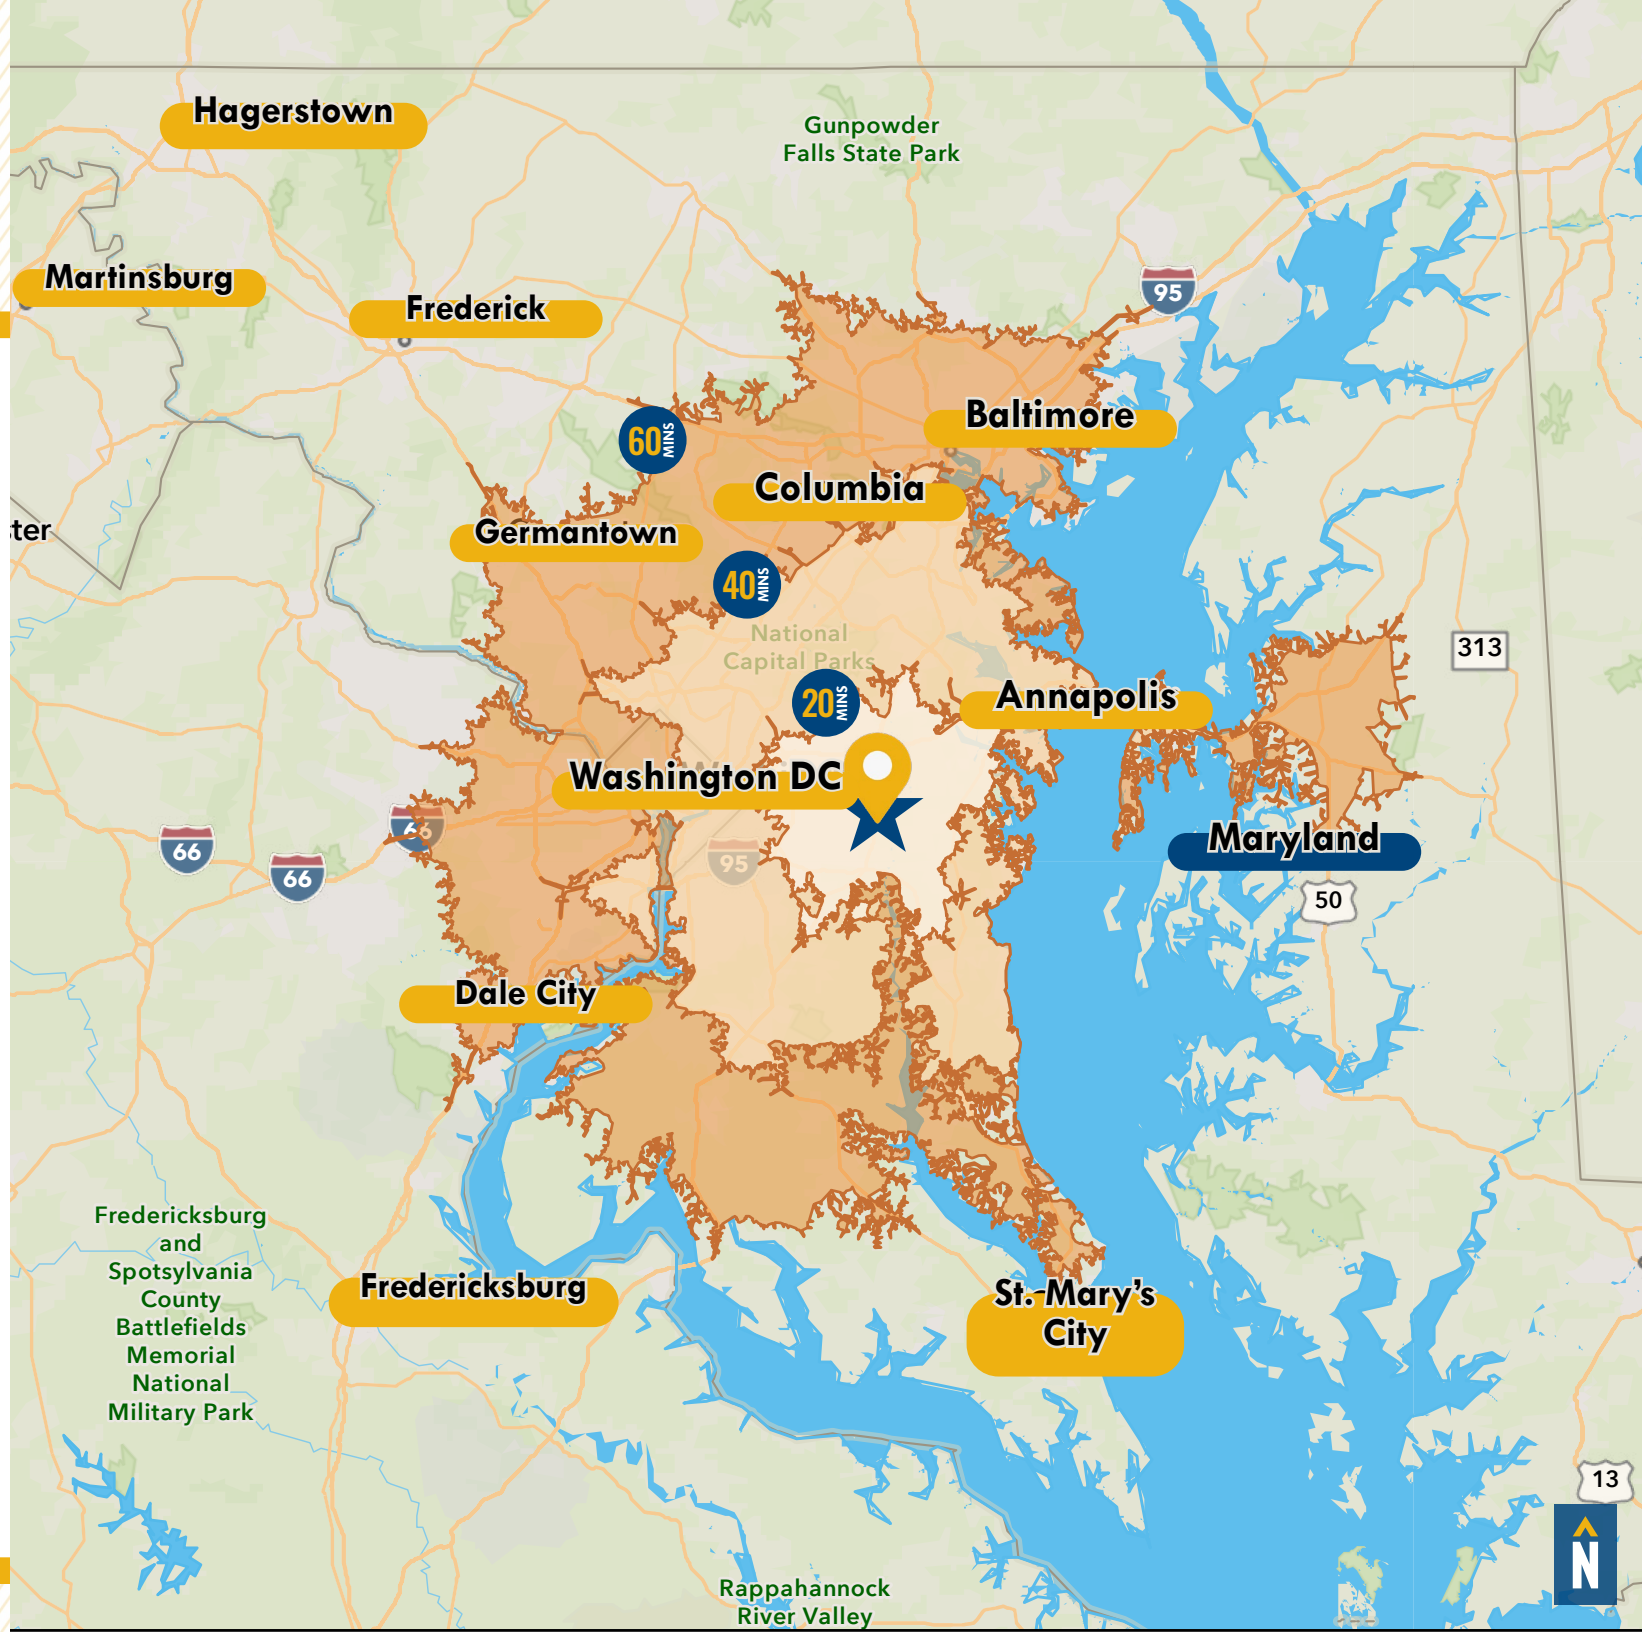 Hagerstown
Gunpowder
Falls State Park
Martinsburg
Frederick
95
Baltimore
60 MINS
Columbia
ster
Germantown
40 MINS
National
Capital Parks
313
20 MINS
Annapolis
Washington DC
66
66
66
95
Maryland
50
Dale City
Fredericksburg
and
Spotsylvania
County
Battlefields
Memorial
National
Military Park
Fredericksburg
St. Mary's
City
13
N
Rappahannock
River Valley